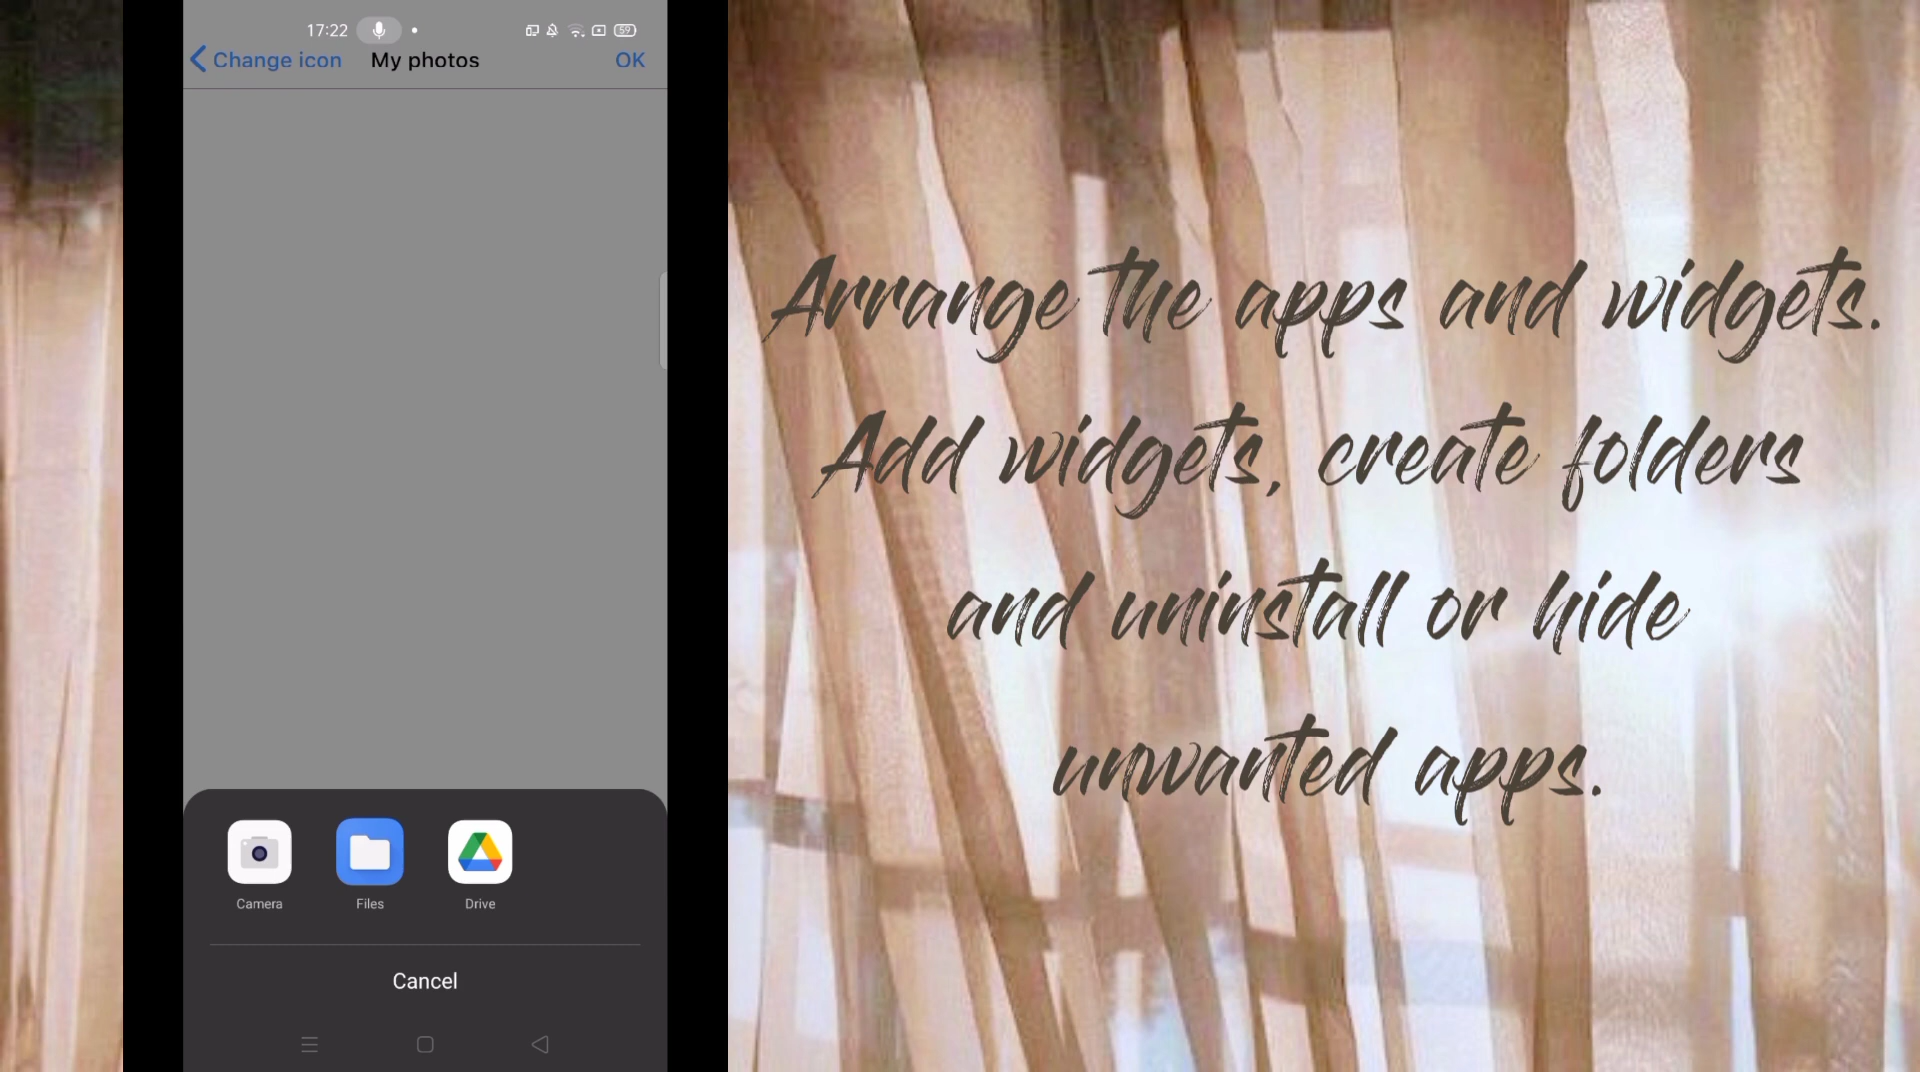 17:22
59
Change icon
My photos
OK
Camera
Files
Drive
Cancel
Arrange the apps and widgets.
Add widgets, create folders
and uninstall or hide
unwanted apps.